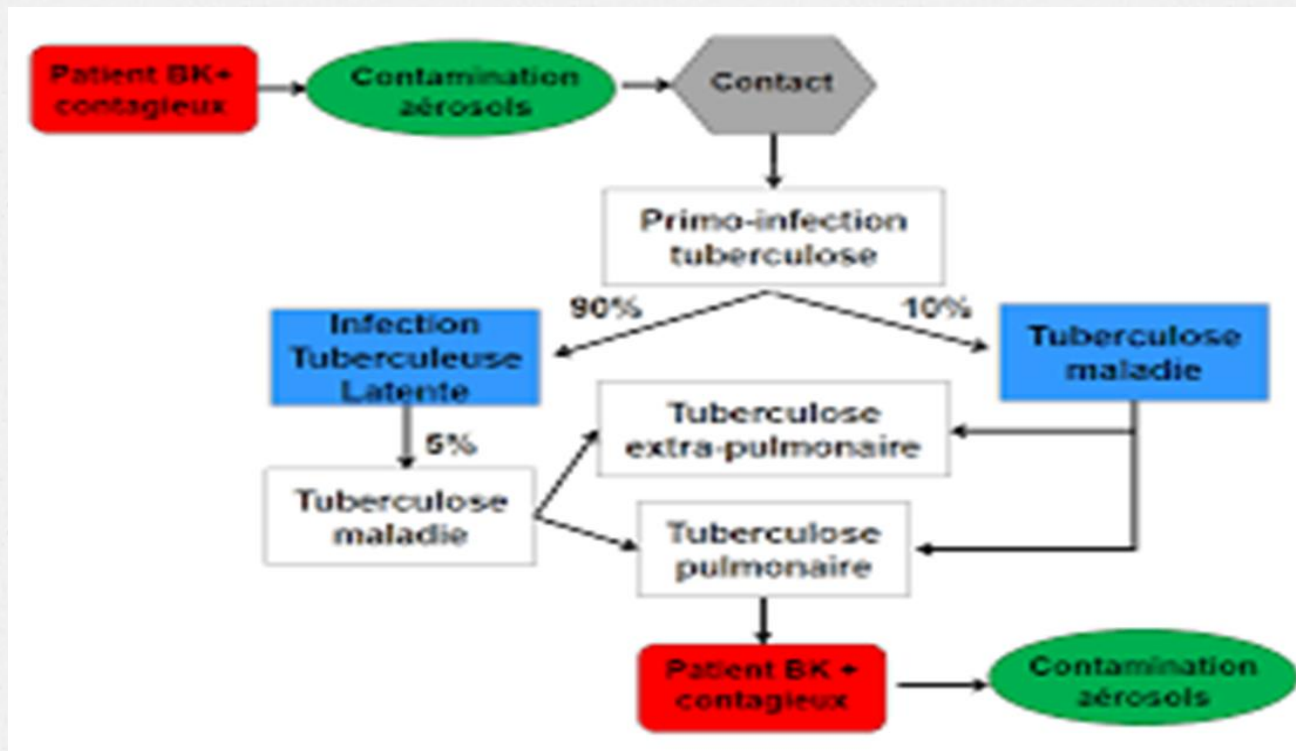 Patient BK+
contagieux
Contamination
aérosols
Contact
Primo-infection
tuberculose
90%
10%
Infection
Tuberculeuse
Latente
Tuberculose
maladie
Tuberculose
extra-pulmonaire
5%
Tuberculose
maladie
Tuberculose
pulmonaire
Patient BK +
contagieux
Contamination
aérosols